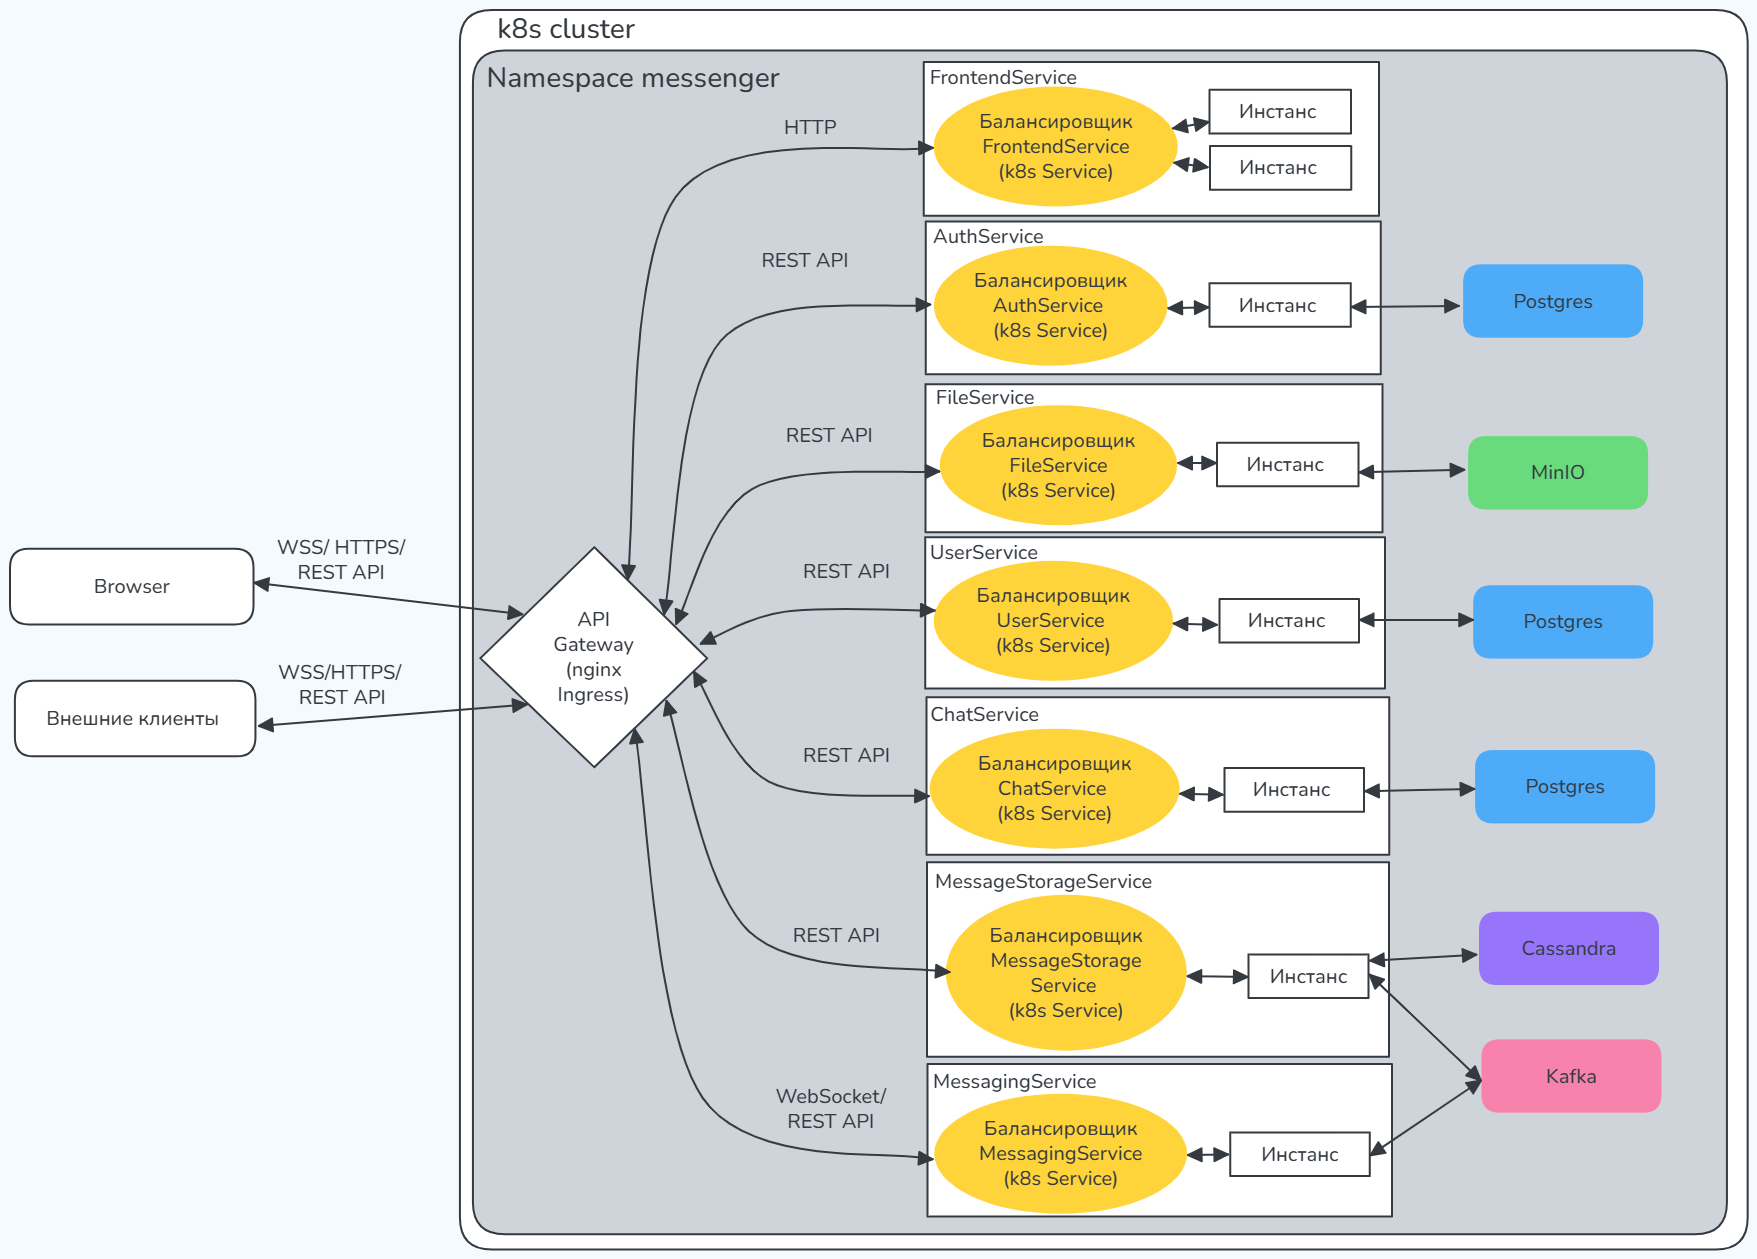 k8s cluster
Namespace messenger
Browser
WSS/ HTTPS/
REST API
Внешние клиенты
WSS/HTTPS/
REST API
API
Gateway
(nginx
Ingress)
HTTP
FrontendService
Балансировщик
FrontendService
(k8s Service)
Инстанс
Инстанс
REST API
AuthService
Балансировщик
AuthService
(k8s Service)
Инстанс
Postgres
REST API
FileService
Балансировщик
FileService
(k8s Service)
Инстанс
MinIO
REST API
UserService
Балансировщик
UserService
(k8s Service)
Инстанс
Postgres
REST API
ChatService
Балансировщик
ChatService
(k8s Service)
Инстанс
Postgres
REST API
MessageStorageService
Балансировщик
MessageStorage
Service
(k8s Service)
Инстанс
Cassandra
Kafka
WebSocket/
REST API
MessagingService
Балансировщик
MessagingService
(k8s Service)
Инстанс